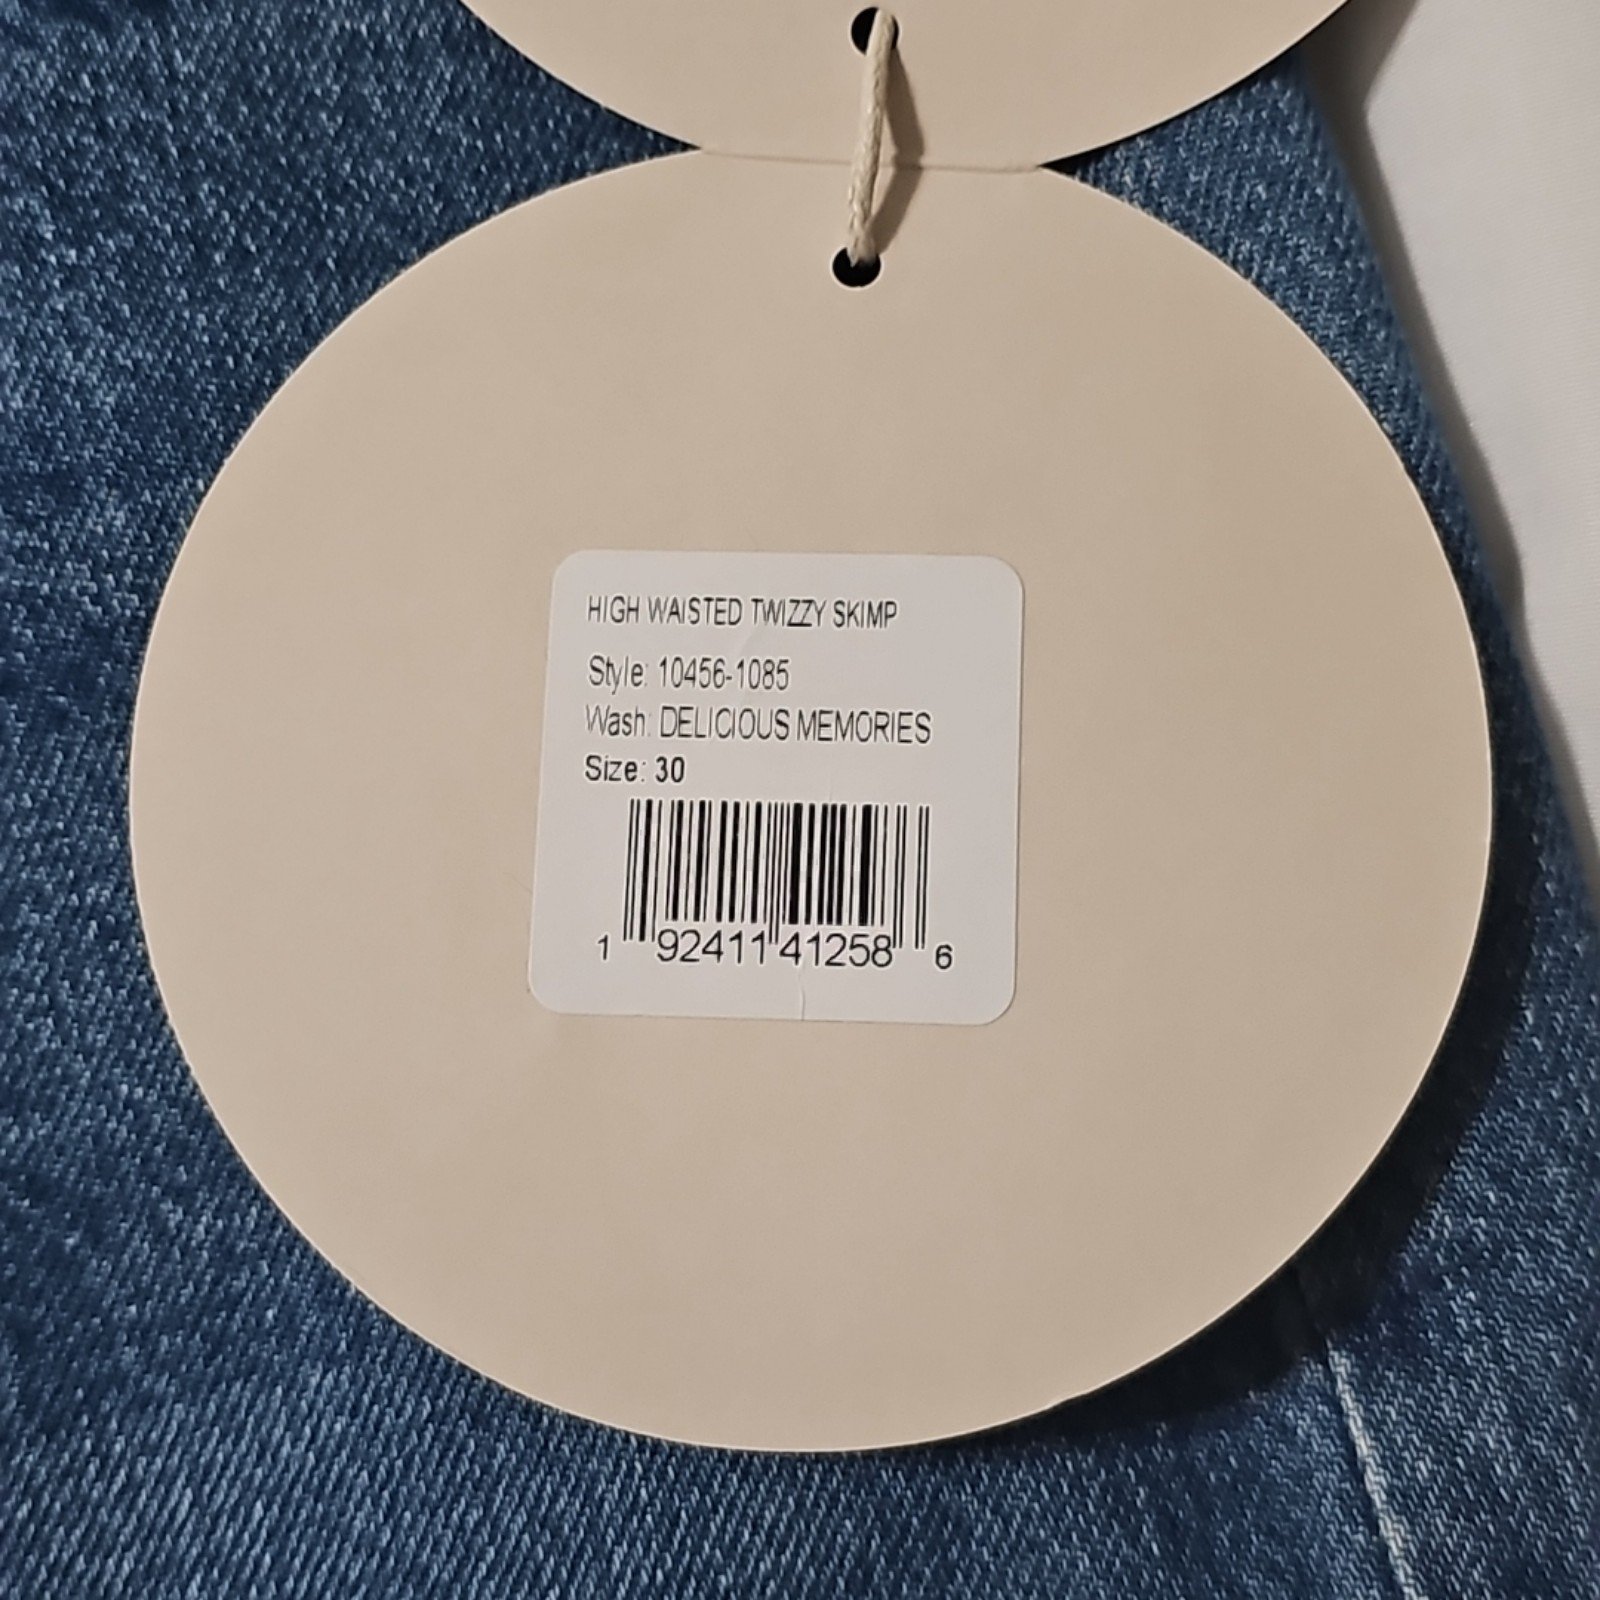 HIGH WAISTED TWIZZY SKIMP
Style: 10456-1085
Wash: DELICIOUS MEMORIES
Size: 30
1 92411 41258 6